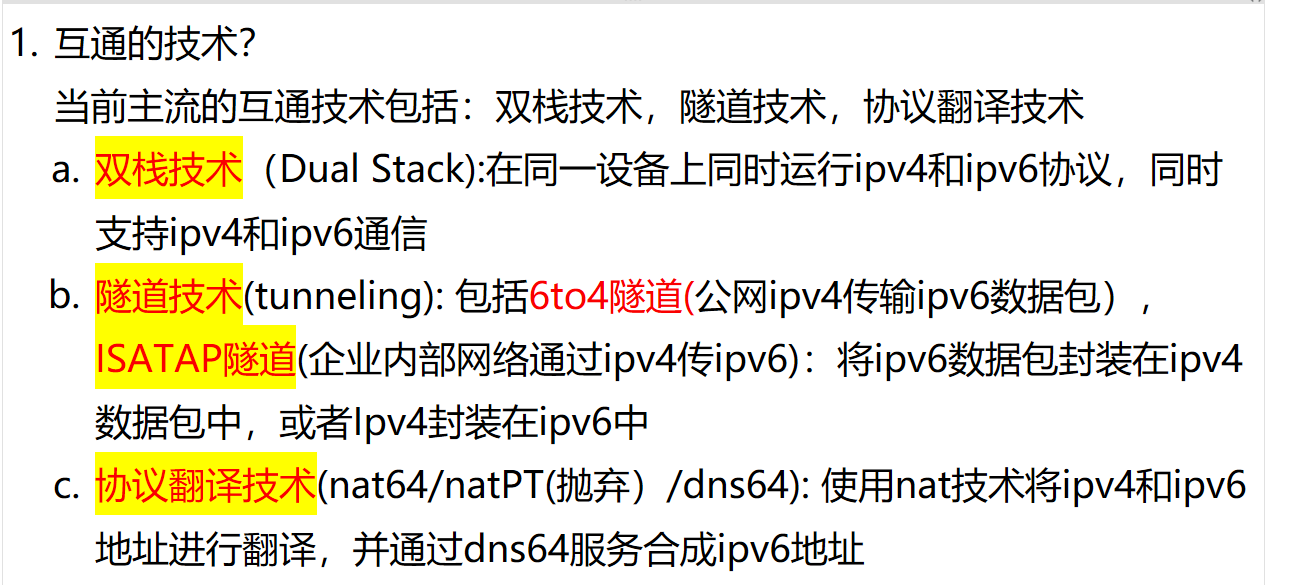 1. 互通的技术?
当前主流的互通技术包括：双栈技术，隧道技术，协议翻译技术
a. 双栈技术（Dual Stack):在同一设备上同时运行ipv4和ipv6协议，同时
支持ipv4和ipv6通信
b. 隧道技术(tunneling): 包括6to4隧道(公网ipv4传输ipv6数据包），
ISATAP隧道(企业内部网络通过ipv4传ipv6)：将ipv6数据包封装在ipv4
数据包中，或者Ipv4封装在ipv6中
c. 协议翻译技术(nat64/natPT(抛弃）/dns64): 使用nat技术将ipv4和ipv6
地址进行翻译，并通过dns64服务合成ipv6地址